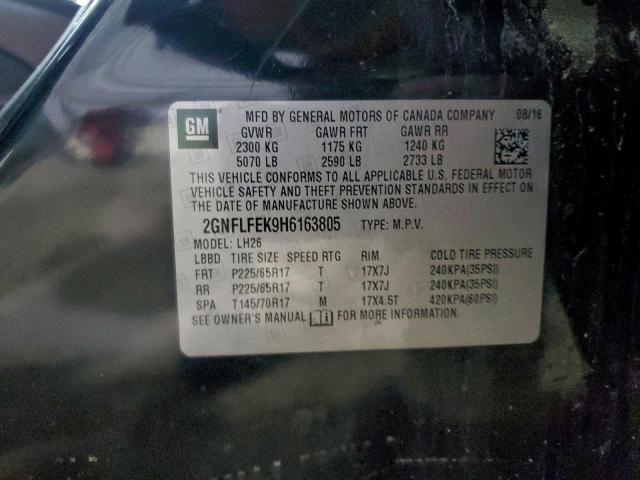 GM
MFD BY GENERAL MOTORS OF CANADA COMPANY 08/16
GVWR GAWR FRT GAWR RR
2300 KG 1175 KG 1240 KG
5070 LB 2590 LB 2733 LB
THIS VEHICLE CONFORMS TO ALL APPLICABLE U.S. FEDERAL MOTOR
VEHICLE SAFETY AND THEFT PREVENTION STANDARDS IN EFFECT ON
THE DATE OF MANUFACTURE SHOWN ABOVE.
2GNFLFEK9H6163805 TYPE: M.P.V.
MODEL: LH26
LBBD TIRE SIZE SPEED RTG RIM COLD TIRE PRESSURE
FRT P225/65R17 T 17X7J 240KPA(35PSI)
RR P225/65R17 T 17X7J 240KPA(35PSI)
SPA T145/70R17 M 17X4.5T 420KPA(60PSI)
SEE OWNER'S MANUAL FOR MORE INFORMATION.